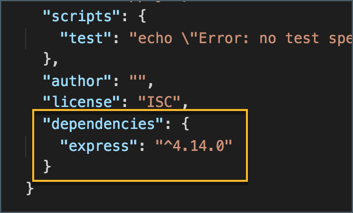 "scripts": {
"test": "echo \"Error: no test spe
},
"author": "",
"license": "ISC",
"dependencies": {
"express": "^4.14.0"
}
}